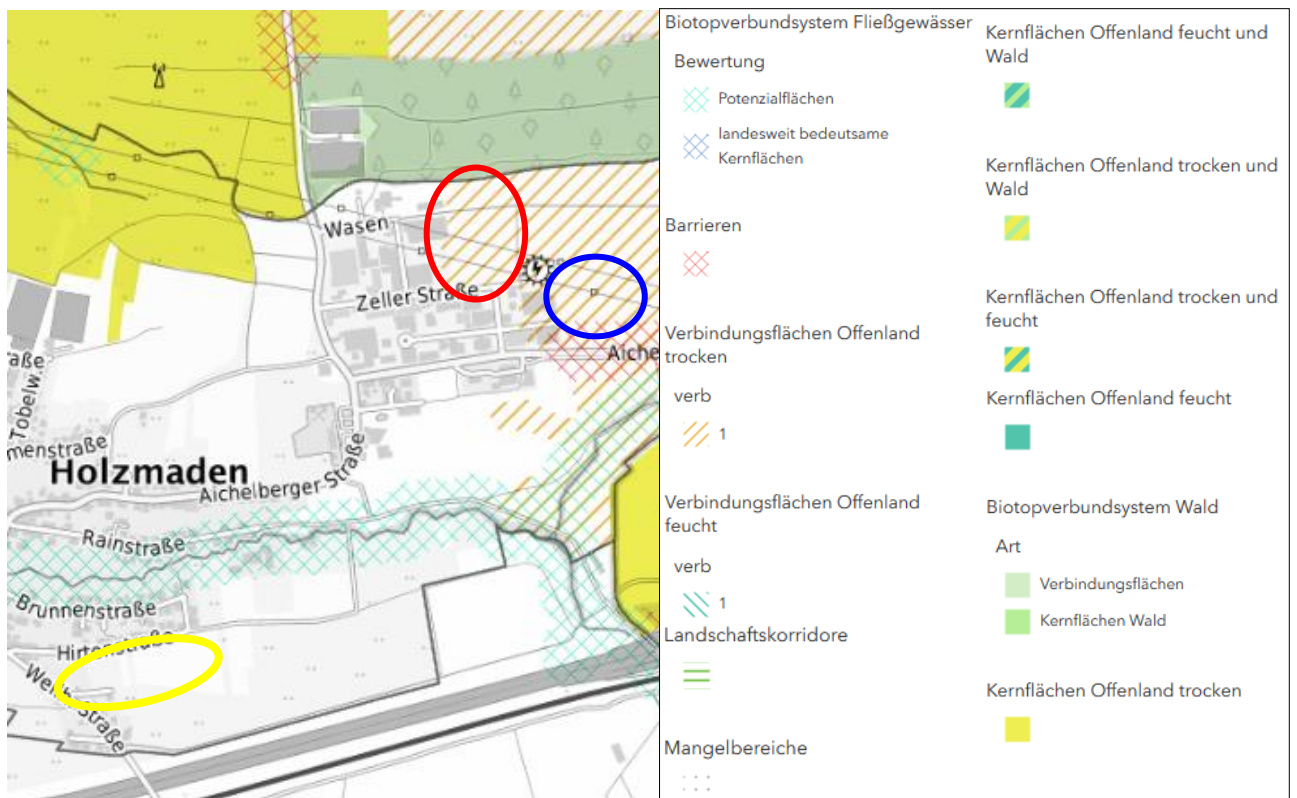 Wasen
Zeller Straße
Aiche
raße
Tobelw.
menstraße
Holzmaden
Aichelberger Straße
Rainstraße
Brunnenstraße
Hirtenstraße
Biotopverbundsystem Fließgewässer
Bewertung
Potenzialflächen
landesweit bedeutsame
Kernflächen
Barrieren
Verbindungsflächen Offenland
trocken
verb
1
Verbindungsflächen Offenland
feucht
verb
1
Landschaftskorridore
Mangelbereiche
Kernflächen Offenland feucht und
Wald
Kernflächen Offenland trocken und
Wald
Kernflächen Offenland trocken und
feucht
Kernflächen Offenland feucht
Biotopverbundsystem Wald
Art
Verbindungsflächen
Kernflächen Wald
Kernflächen Offenland trocken